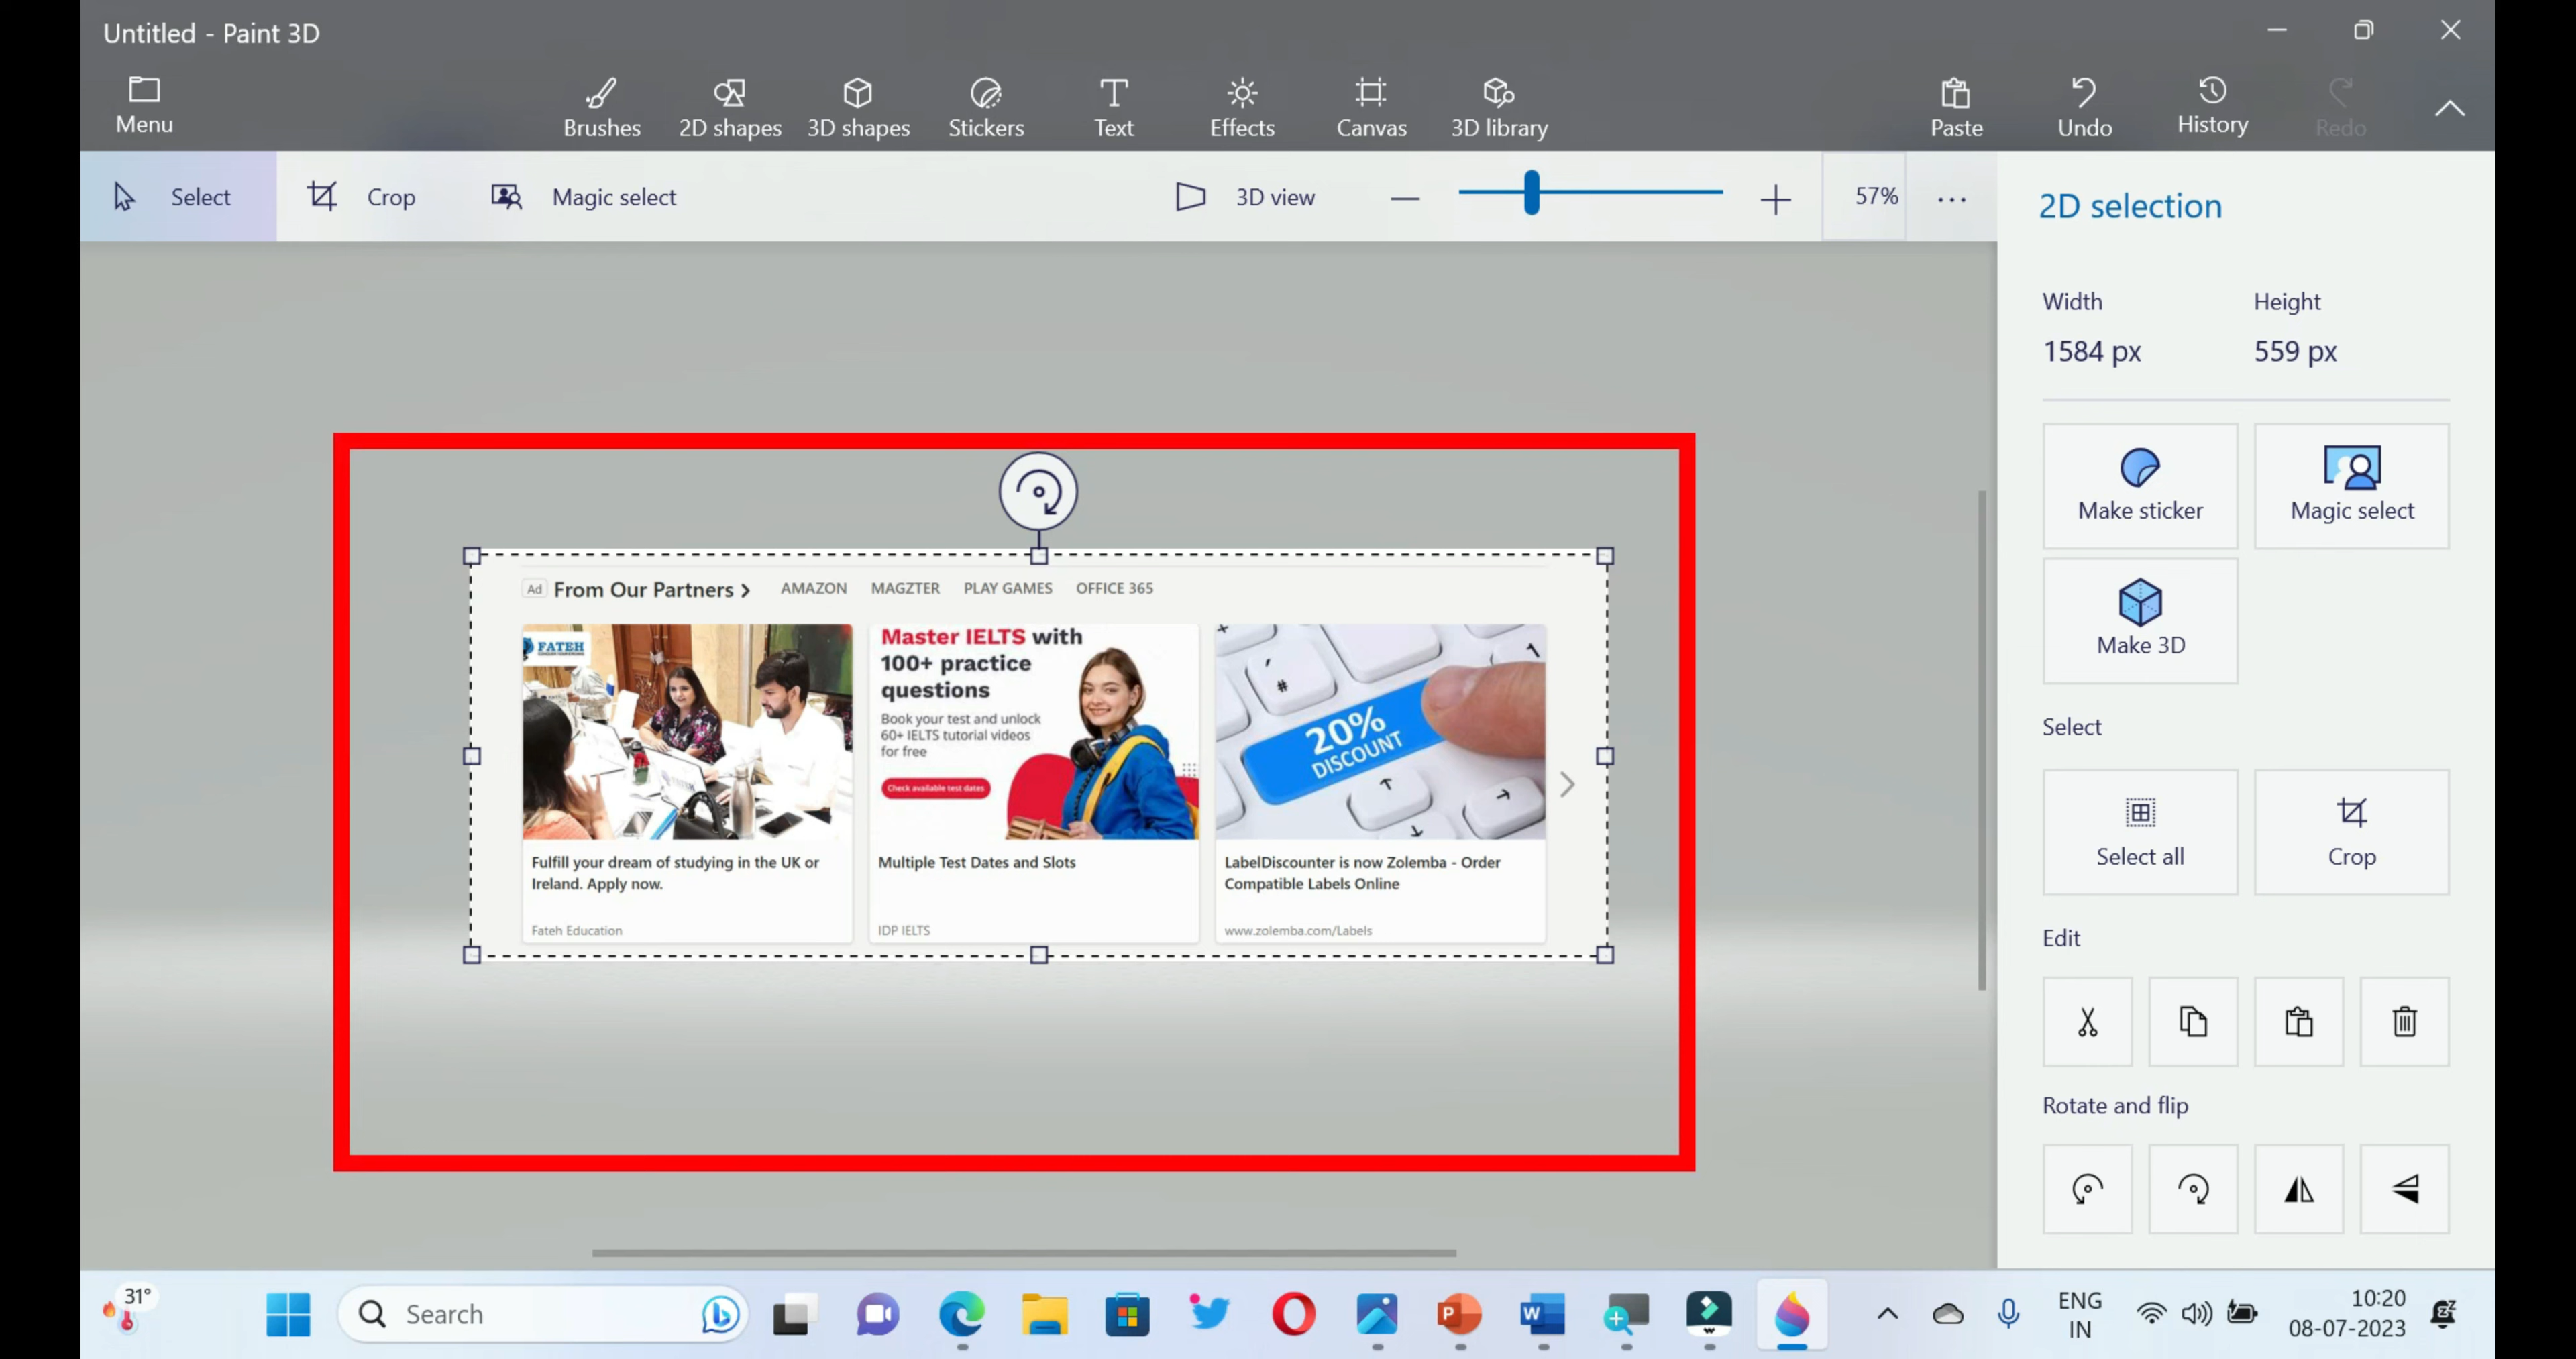 Untitled - Paint 3D
Menu
Brushes
2D shapes
3D shapes
Stickers
Text
Effects
Canvas
3D library
Paste
Undo
History
Redo
Select
Crop
Magic select
3D view
57%
2D selection
Width
Height
1584 px
559 px
Make sticker
Magic select
Make 3D
Select
Select all
Crop
Edit
Rotate and flip
Ad From Our Partners
AMAZON
MAGZTER
PLAY GAMES
OFFICE 365
FATEH
Fulfill your dream of studying in the UK or
Ireland. Apply now.
Fateh Education
Master IELTS with
100+ practice
questions
Book your test and unlock
60+ IELTS tutorial videos
for free
Check available test dates
Multiple Test Dates and Slots
IDP IELTS
#
20%
DISCOUNT
LabelDiscounter is now Zolemba - Order
Compatible Labels Online
www.zolemba.com/Labels
31°
Search
ENG
IN
10:20
08-07-2023